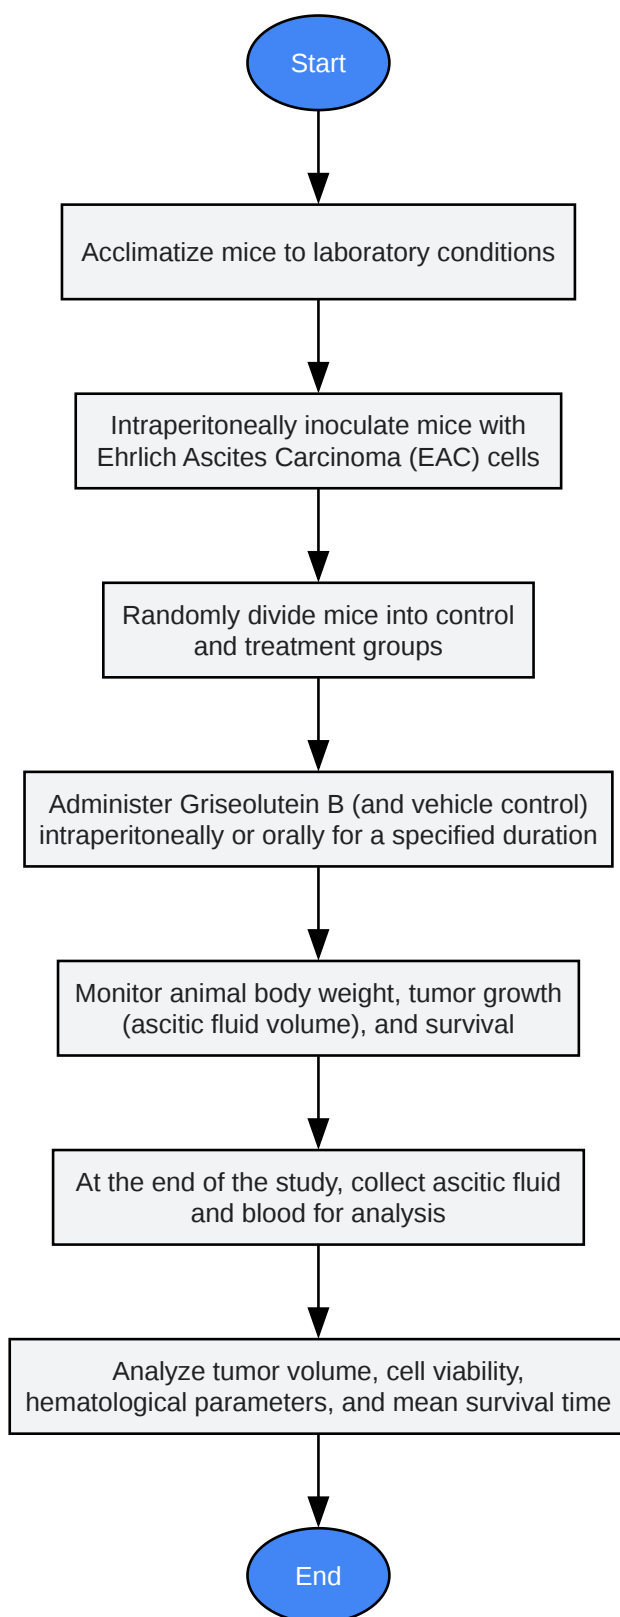 Start
Acclimatize mice to laboratory conditions
Intraperitoneally inoculate mice with
Ehrlich Ascites Carcinoma (EAC) cells
Randomly divide mice into control
and treatment groups
Administer Griseolutein B (and vehicle control)
intraperitoneally or orally for a specified duration
Monitor animal body weight, tumor growth
(ascitic fluid volume), and survival
At the end of the study, collect ascitic fluid
and blood for analysis
Analyze tumor volume, cell viability,
hematological parameters, and mean survival time
End